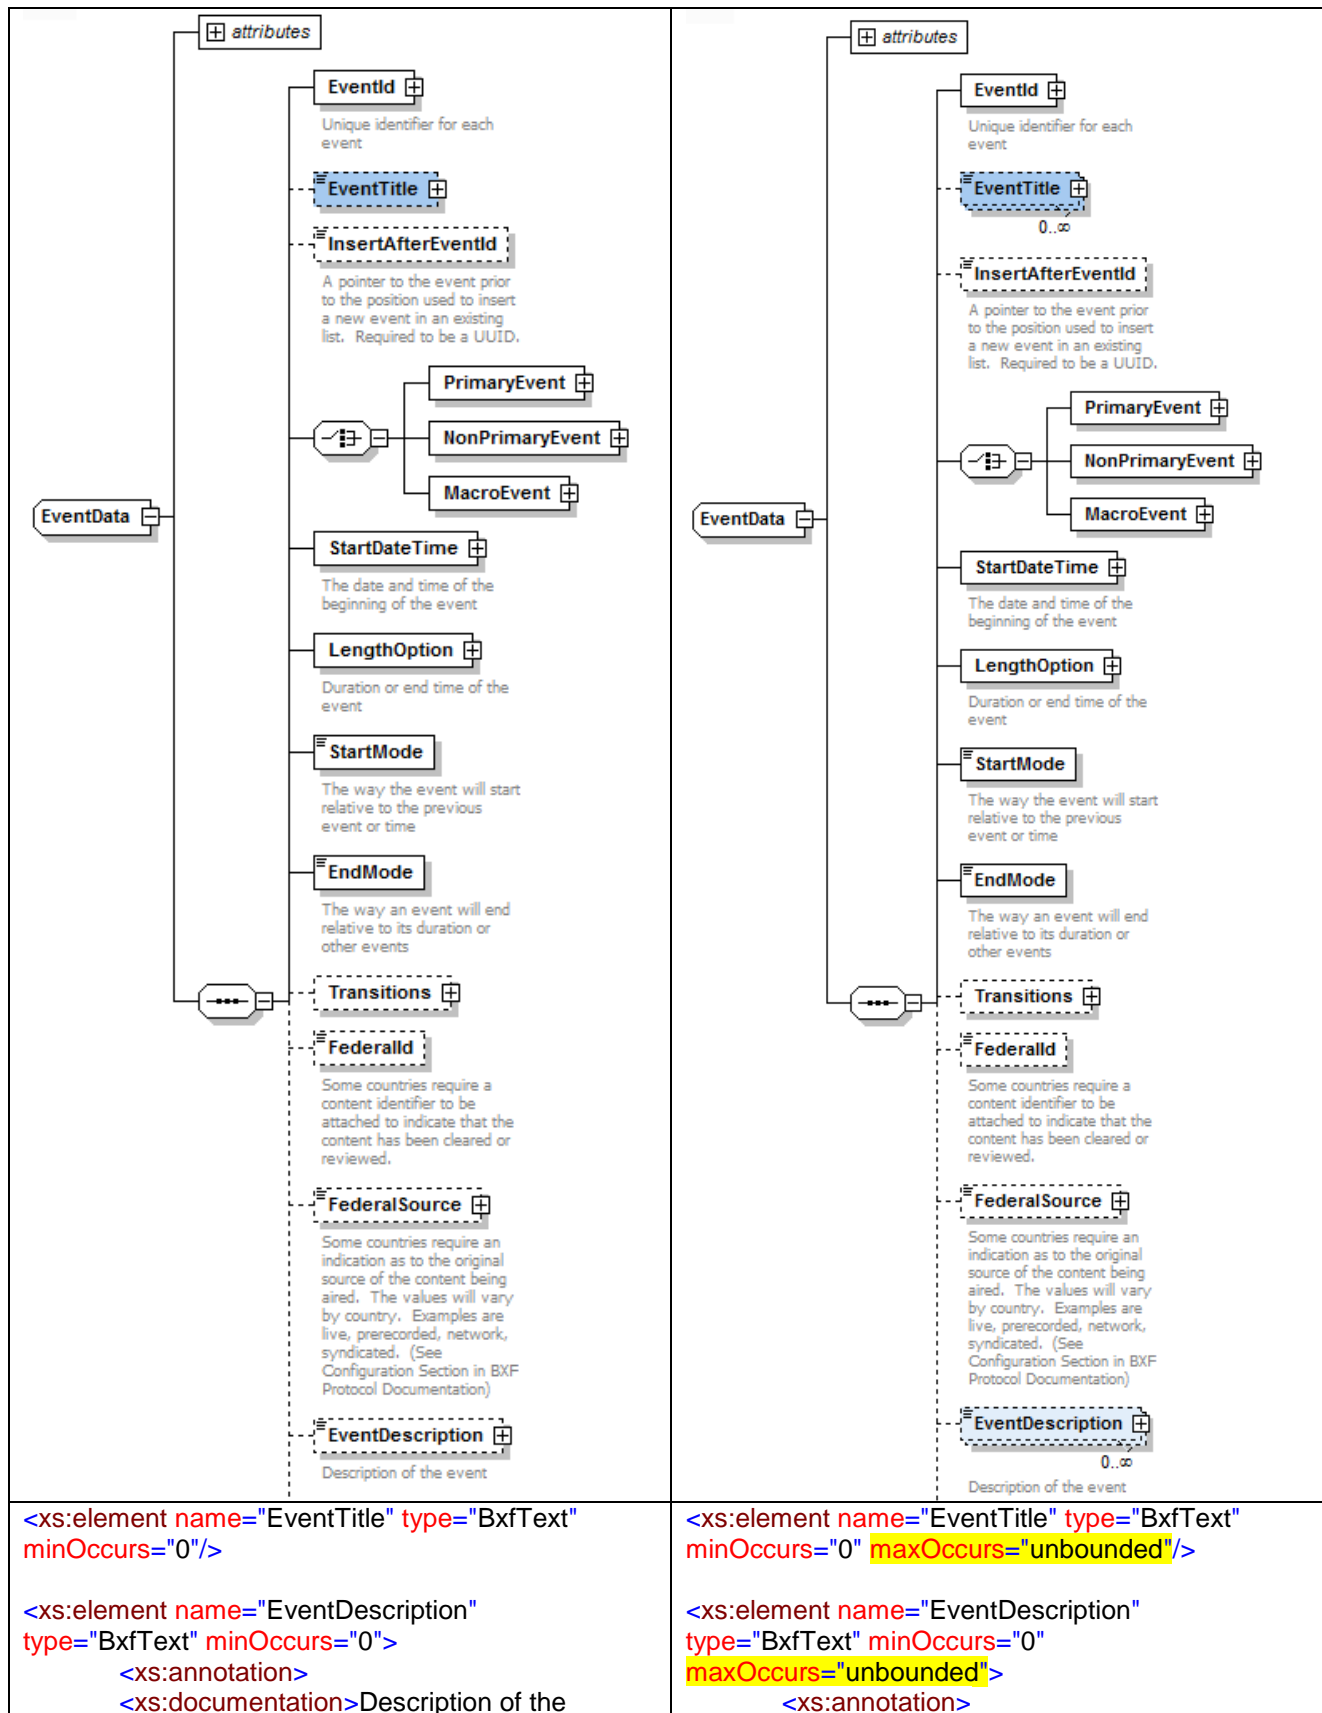 attributes
EventId
Unique identifier for each
event
EventTitle
InsertAfterEventId
A pointer to the event prior
to the position used to insert
a new event in an existing
list. Required to be a UUID.
PrimaryEvent
NonPrimaryEvent
MacroEvent
EventData
StartDateTime
The date and time of the
beginning of the event
LengthOption
Duration or end time of the
event
StartMode
The way the event will start
relative to the previous
event or time
EndMode
The way an event will end
relative to its duration or
other events
Transitions
FederalId
Some countries require a
content identifier to be
attached to indicate that the
content has been cleared or
reviewed.
FederalSource
Some countries require an
indication as to the original
source of the content being
aired. The values will vary
by country. Examples are
live, prerecorded, network,
syndicated. (See
Configuration Section in BXF
Protocol Documentation)
EventDescription
Description of the event
attributes
EventId
Unique identifier for each
event
EventTitle
0..∞
InsertAfterEventId
A pointer to the event prior
to the position used to insert
a new event in an existing
list. Required to be a UUID.
PrimaryEvent
NonPrimaryEvent
MacroEvent
EventData
StartDateTime
The date and time of the
beginning of the event
LengthOption
Duration or end time of the
event
StartMode
The way the event will start
relative to the previous
event or time
EndMode
The way an event will end
relative to its duration or
other events
Transitions
FederalId
Some countries require a
content identifier to be
attached to indicate that the
content has been cleared or
reviewed.
FederalSource
Some countries require an
indication as to the original
source of the content being
aired. The values will vary
by country. Examples are
live, prerecorded, network,
syndicated. (See
Configuration Section in BXF
Protocol Documentation)
EventDescription
0..∞
Description of the event
<xs:element name="EventTitle" type="BxfText"
minOccurs="0"/>
<xs:element name="EventDescription"
type="BxfText" minOccurs="0">
<xs:annotation>
<xs:documentation>Description of the
<xs:element name="EventTitle" type="BxfText"
minOccurs="0" maxOccurs="unbounded"/>
<xs:element name="EventDescription"
type="BxfText" minOccurs="0"
maxOccurs="unbounded">
<xs:annotation>